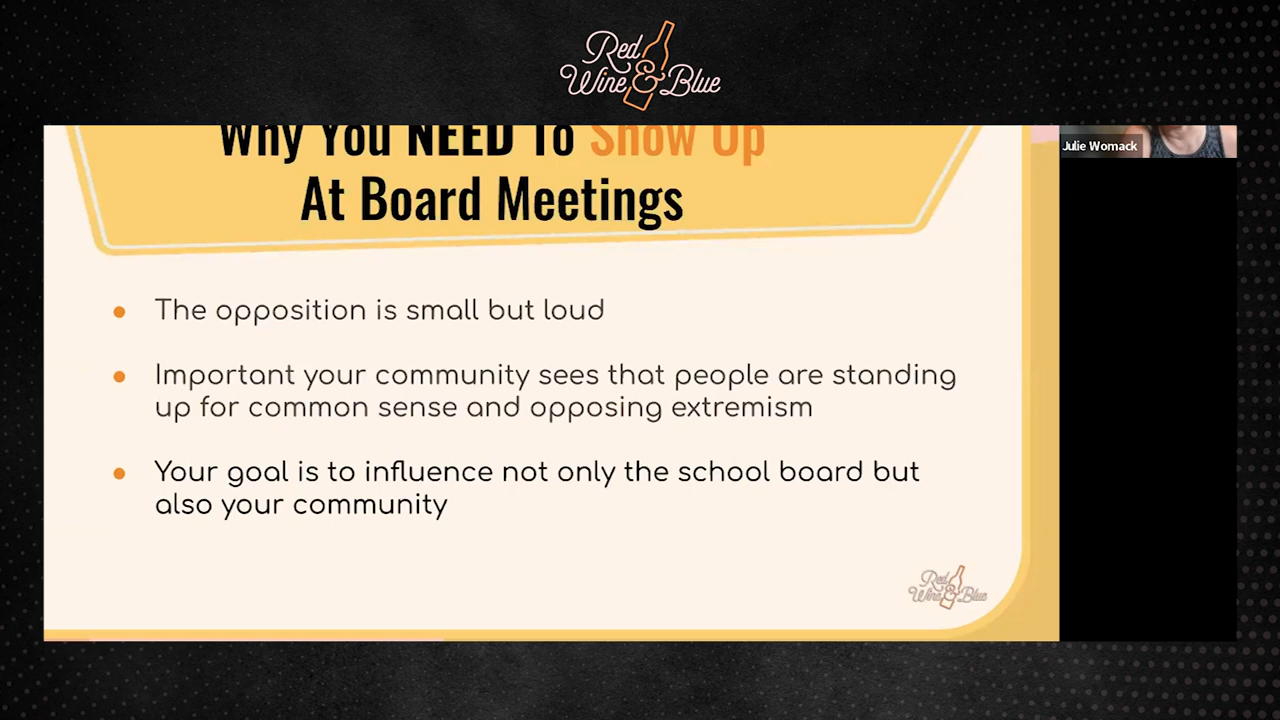 Red
Wine & Blue
Why You NEED To Show Up
At Board Meetings
Julie Womack
The opposition is small but loud
Important your community sees that people are standing
up for common sense and opposing extremism
Your goal is to influence not only the school board but
also your community
Red
Wine & Blue